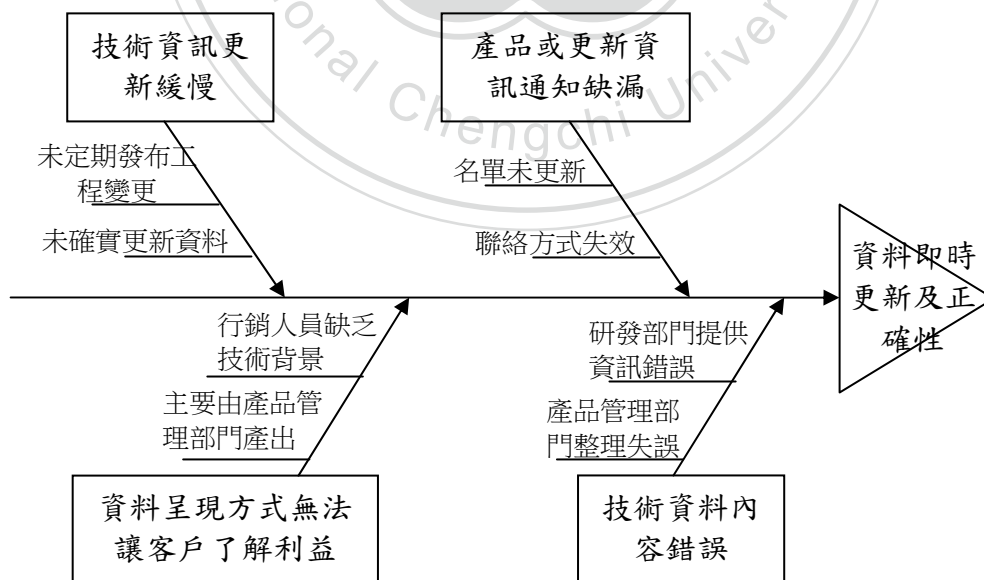 技術資訊更
新緩慢
產品或更新資
訊通知缺漏
未定期發布工
程變更
未確實更新資料
名單未更新
聯絡方式失效
資料即時
更新及正
確性
行銷人員缺乏
技術背景
主要由產品管
理部門產出
研發部門提供
資訊錯誤
產品管理部
門整理失誤
資料呈現方式無法
讓客戶了解利益
技術資料內
容錯誤
onal Chengchi Univer